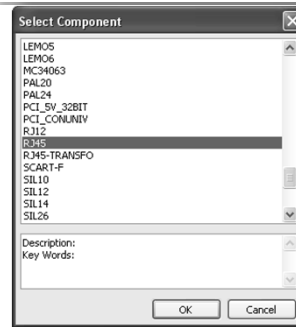 Select Component
LEMO5
LEMO6
MC34063
PAL20
PAL24
PCI_5V_32BIT
PCI_CONUNIV
RJ12
RJ45
RJ45-TRANSFO
SCART-F
SIL10
SIL12
SIL14
SIL26
Description:
Key Words:
OK
Cancel